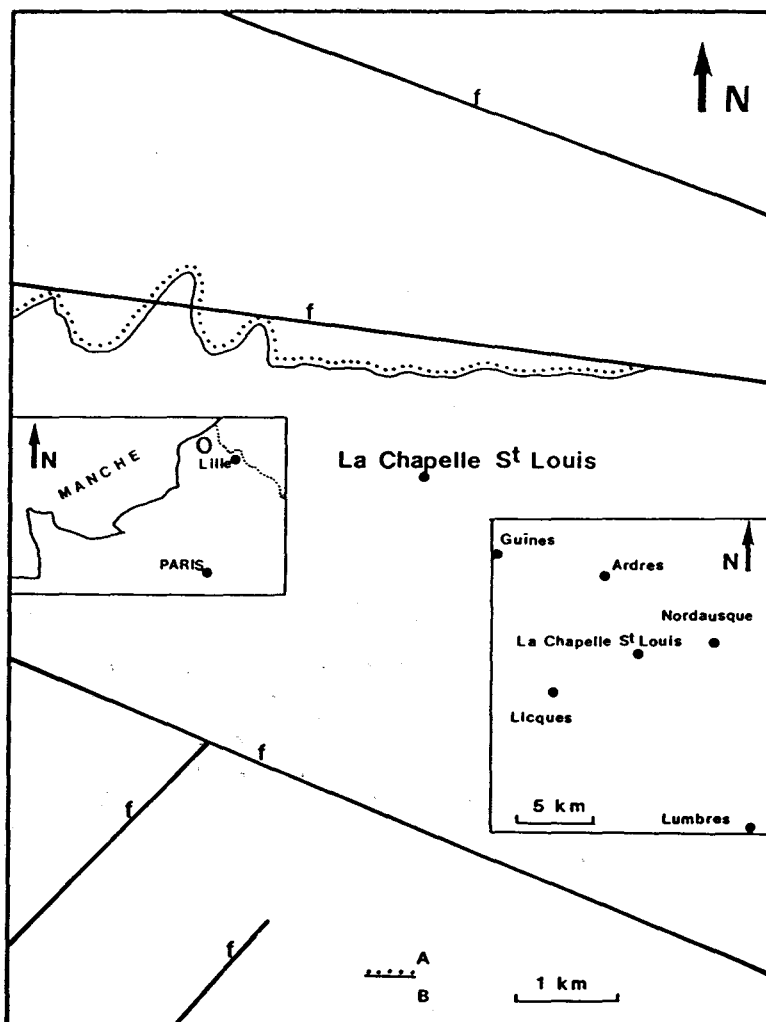 f
N
f
N
MANCHE
O
Lille
PARIS
La Chapelle St Louis
N
Guînes
Ardres
Nordausque
La Chapelle St Louis
Licques
5 km
Lumbres
f
f
f
A
B
1 km